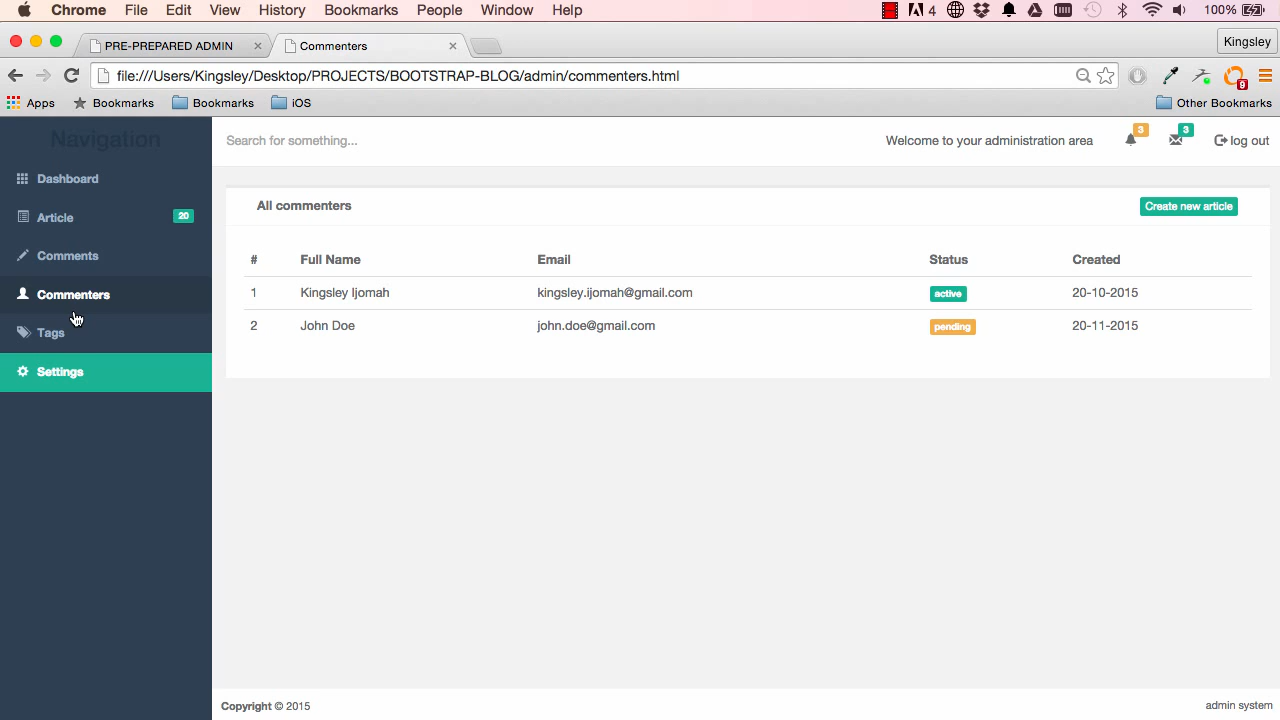 Chrome File Edit View History Bookmarks People Window Help 4 100%
PRE-PREPARED ADMIN Commenters Kingsley
file:///Users/Kingsley/Desktop/PROJECTS/BOOTSTRAP-BLOG/admin/commenters.html 9
Apps Bookmarks Bookmarks iOS Other Bookmarks
Navigation
Dashboard
Article 20
Comments
Commenters
Tags
Settings
Search for something... Welcome to your administration area 3 3 log out
All commenters Create new article
# Full Name Email Status Created
1 Kingsley Ijomah kingsley.ijomah@gmail.com active 20-10-2015
2 John Doe john.doe@gmail.com pending 20-11-2015
Copyright © 2015 admin system